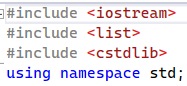 #include <iostream>
#include <list>
#include <cstdlib>
using namespace std;